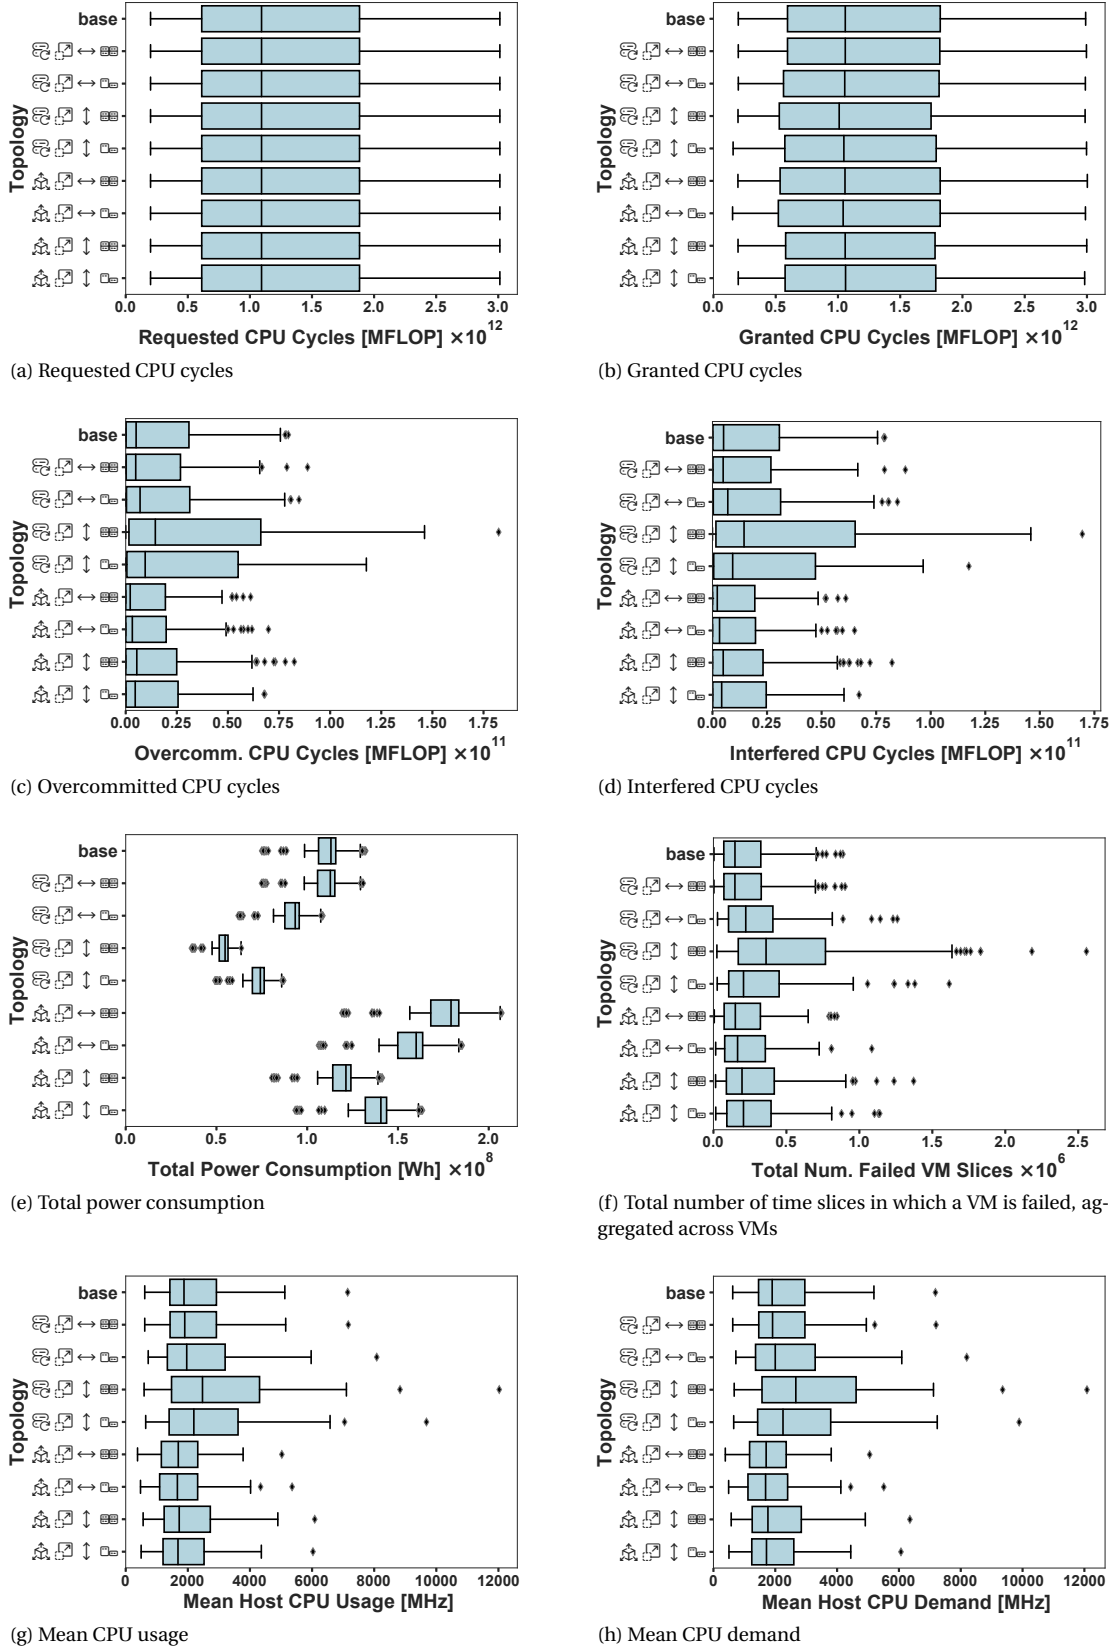 base
Topology
0.0 0.5 1.0 1.5 2.0 2.5 3.0
Requested CPU Cycles [MFLOP] ×10^12
(a) Requested CPU cycles
base
Topology
0.0 0.5 1.0 1.5 2.0 2.5 3.0
Granted CPU Cycles [MFLOP] ×10^12
(b) Granted CPU cycles
base
Topology
0.00 0.25 0.50 0.75 1.00 1.25 1.50 1.75
Overcomm. CPU Cycles [MFLOP] ×10^11
(c) Overcommitted CPU cycles
base
Topology
0.00 0.25 0.50 0.75 1.00 1.25 1.50 1.75
Interfered CPU Cycles [MFLOP] ×10^11
(d) Interfered CPU cycles
base
Topology
0.0 0.5 1.0 1.5 2.0
Total Power Consumption [Wh] ×10^8
(e) Total power consumption
base
Topology
0.0 0.5 1.0 1.5 2.0 2.5
Total Num. Failed VM Slices ×10^6
(f) Total number of time slices in which a VM is failed, ag-
gregated across VMs
base
Topology
0 2000 4000 6000 8000 10000 12000
Mean Host CPU Usage [MHz]
(g) Mean CPU usage
base
Topology
0 2000 4000 6000 8000 10000 12000
Mean Host CPU Demand [MHz]
(h) Mean CPU demand